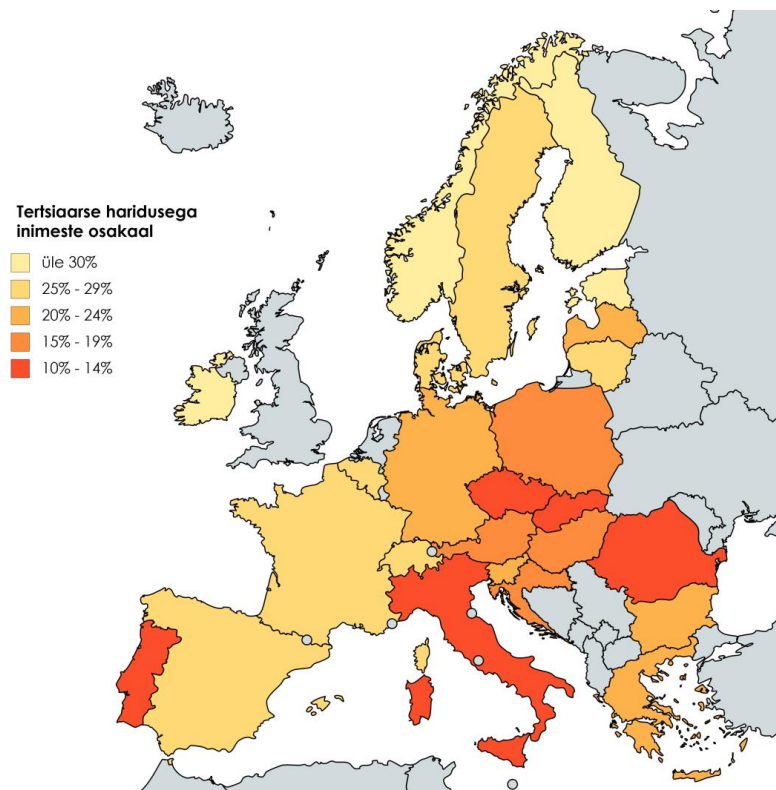 Tertsiaarse haridusega
inimeste osakaal
üle 30%
25% - 29%
20% - 24%
15% - 19%
10% - 14%